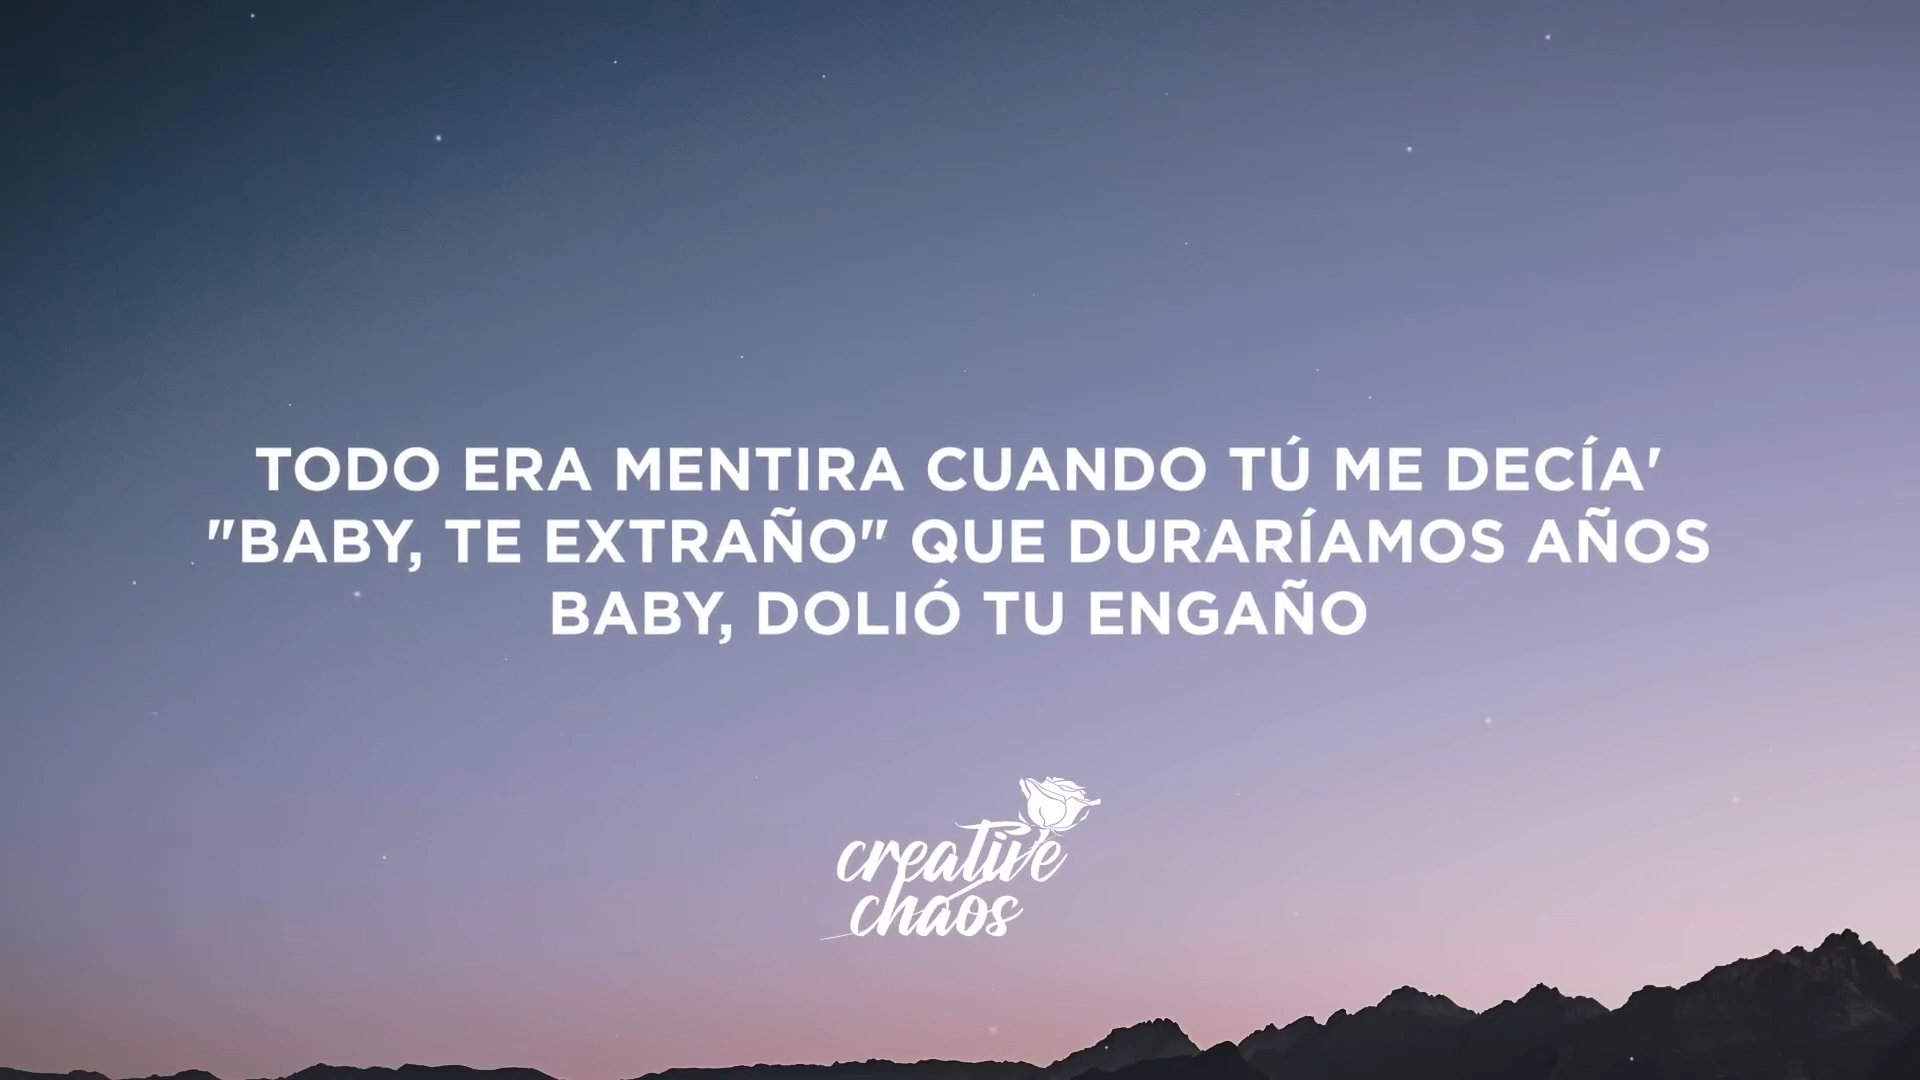 TODO ERA MENTIRA CUANDO TÚ ME DECÍA'
"BABY, TE EXTRAÑO" QUE DURARÍAMOS AÑOS
BABY, DOLIÓ TU ENGAÑO
creative
chaos